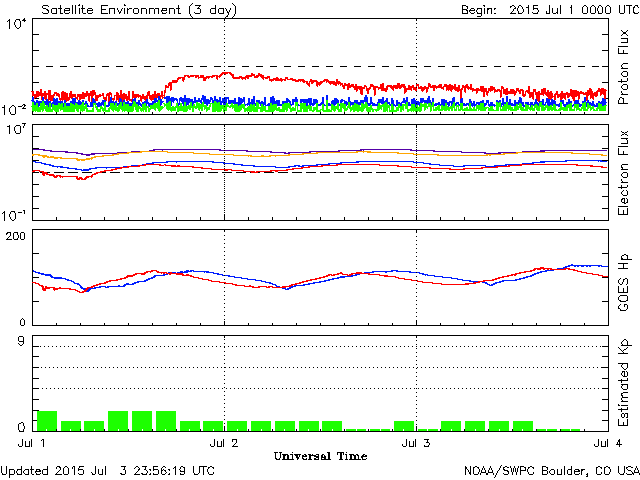 Satellite Environment (3 day) Begin: 2015 Jul 1 0000 UTC
10⁴
10⁻²
Proton Flux
10⁷
10⁻¹
Electron Flux
200
0
GOES Hp
9
0
Estimated Kp
Jul 1 Jul 2 Jul 3 Jul 4
Universal Time
Updated 2015 Jul 3 23:56:19 UTC NOAA/SWPC Boulder, CO USA